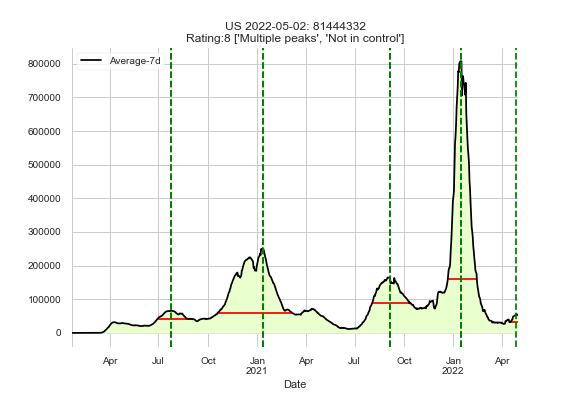 US 2022-05-02: 81444332
Rating:8 ['Multiple peaks', 'Not in control']
Average-7d
800000
700000
600000
500000
400000
300000
200000
100000
0
Apr Jul Oct Jan Apr Jul Oct Jan Apr
2021 2022
Date